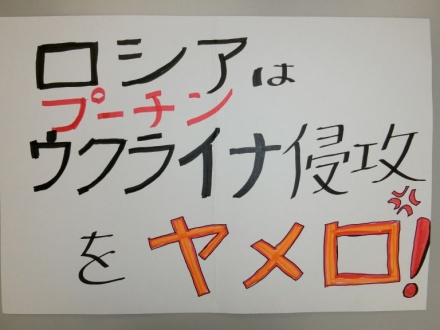 ロシアは
プーチン
ウクライナ侵攻
をヤメロ!